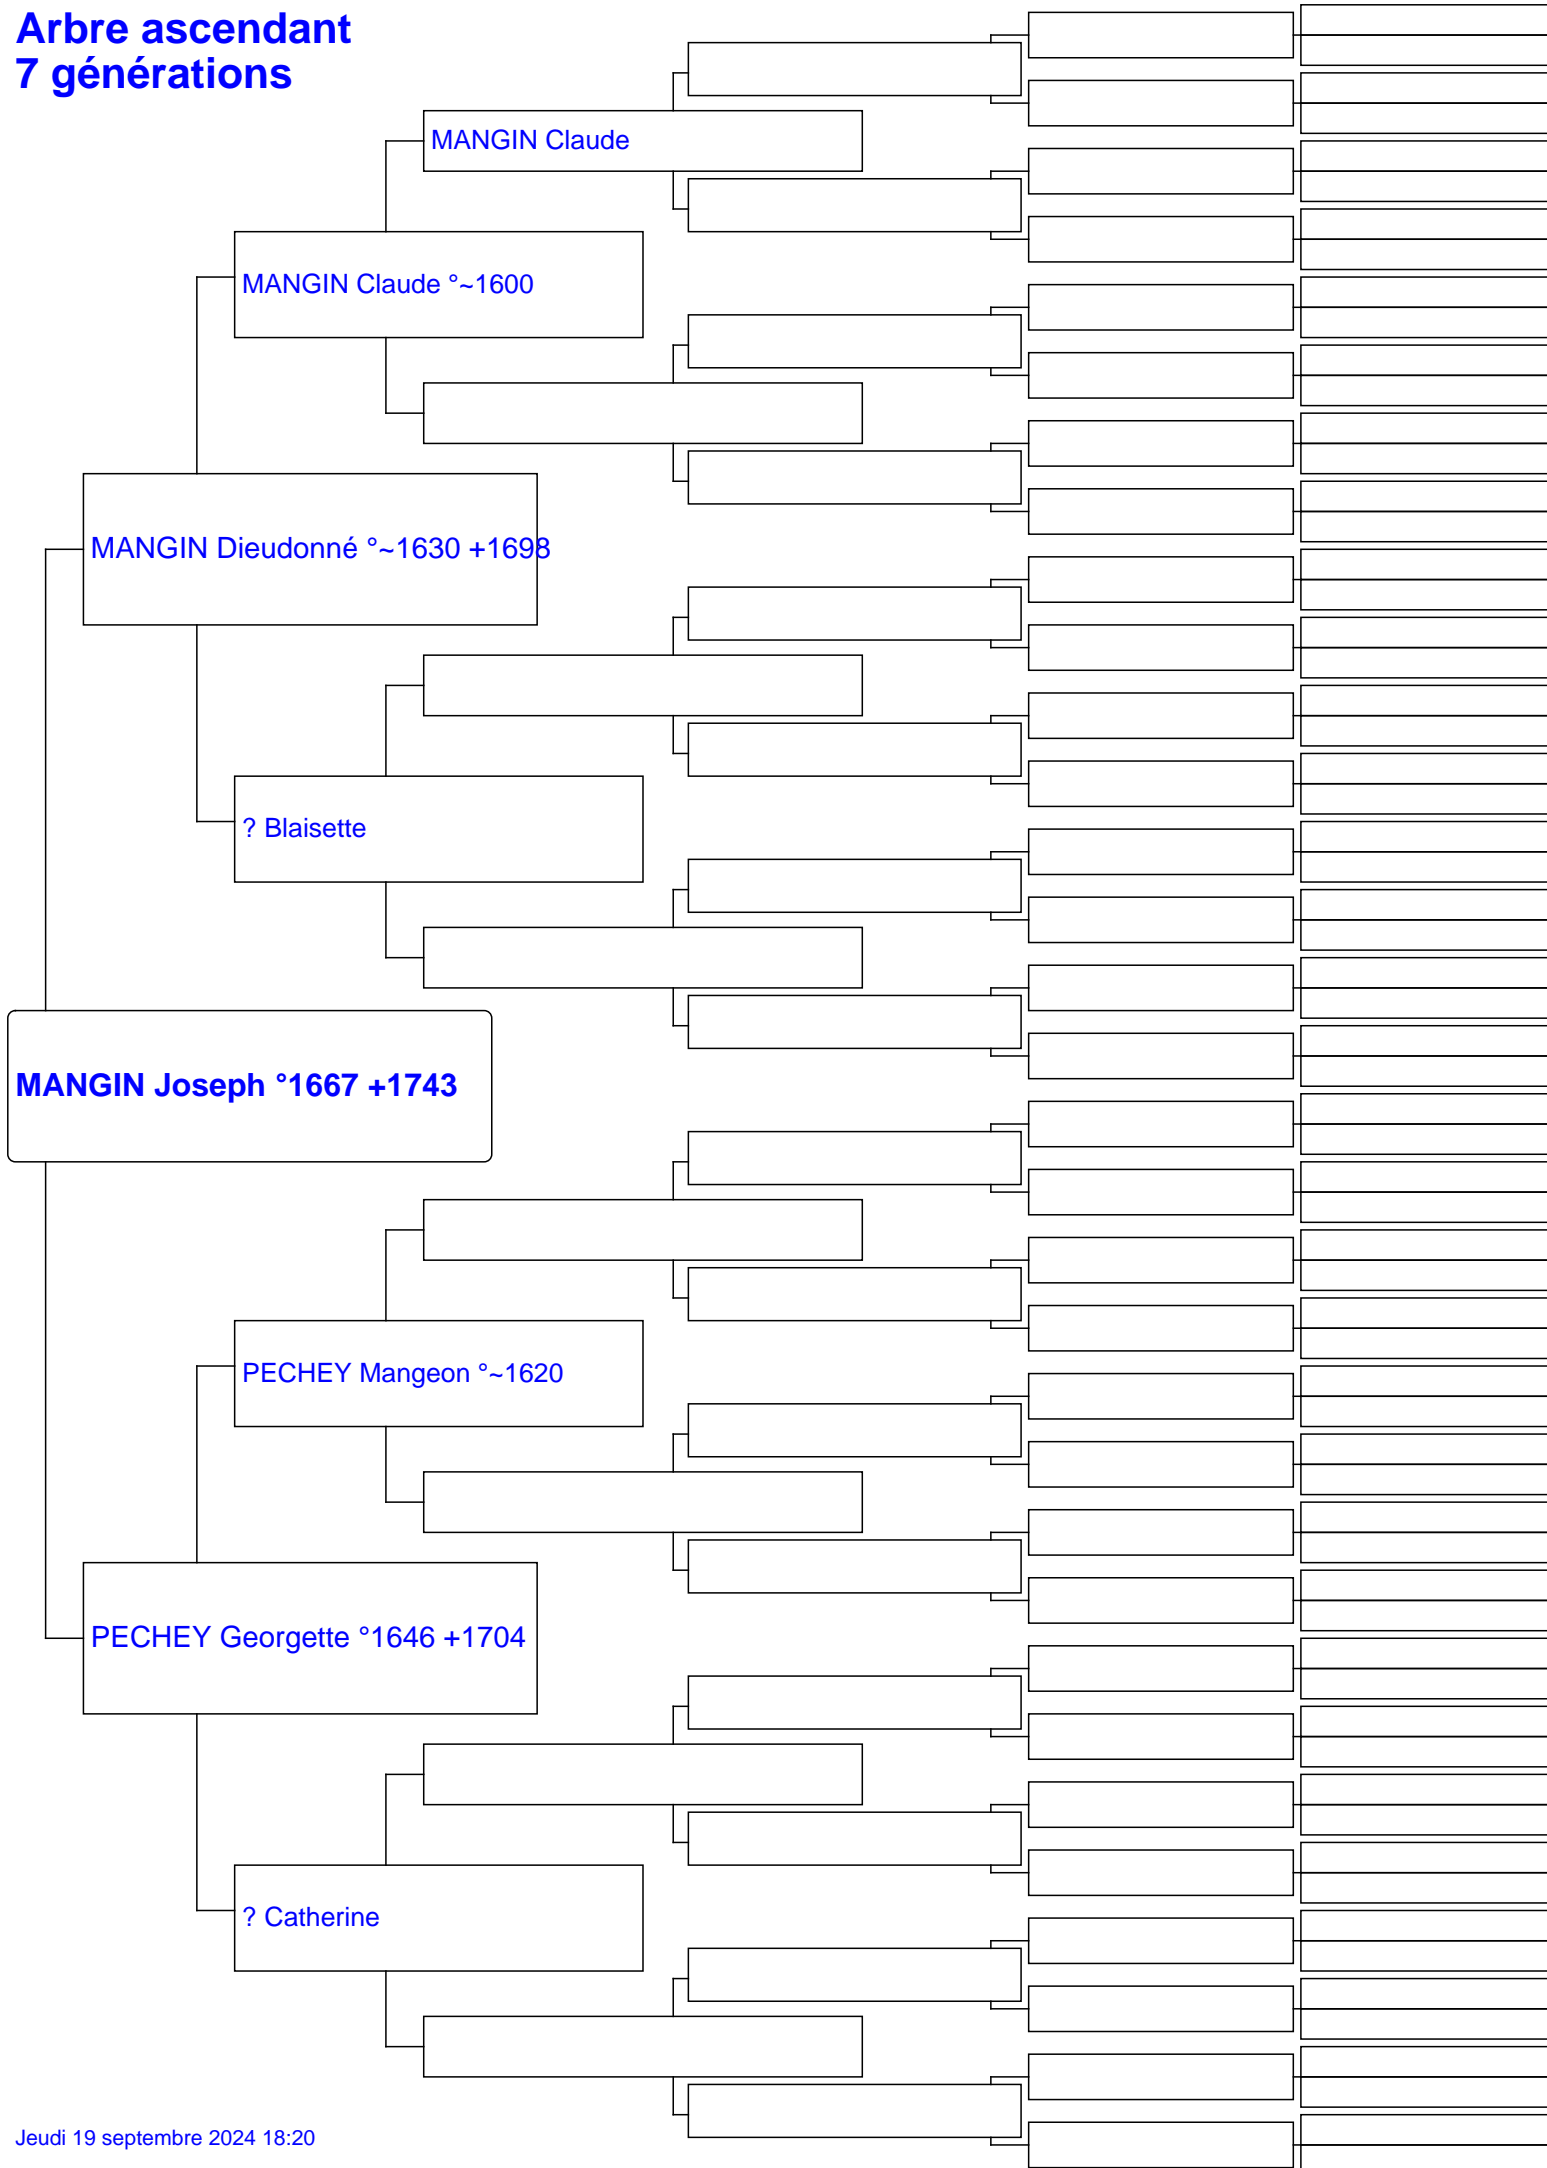 Arbre ascendant
7 générations
MANGIN Claude
MANGIN Claude °~1600
MANGIN Dieudonné °~1630 +1698
? Blaisette
MANGIN Joseph °1667 +1743
PECHEY Mangeon °~1620
PECHEY Georgette °1646 +1704
? Catherine
Jeudi 19 septembre 2024 18:20